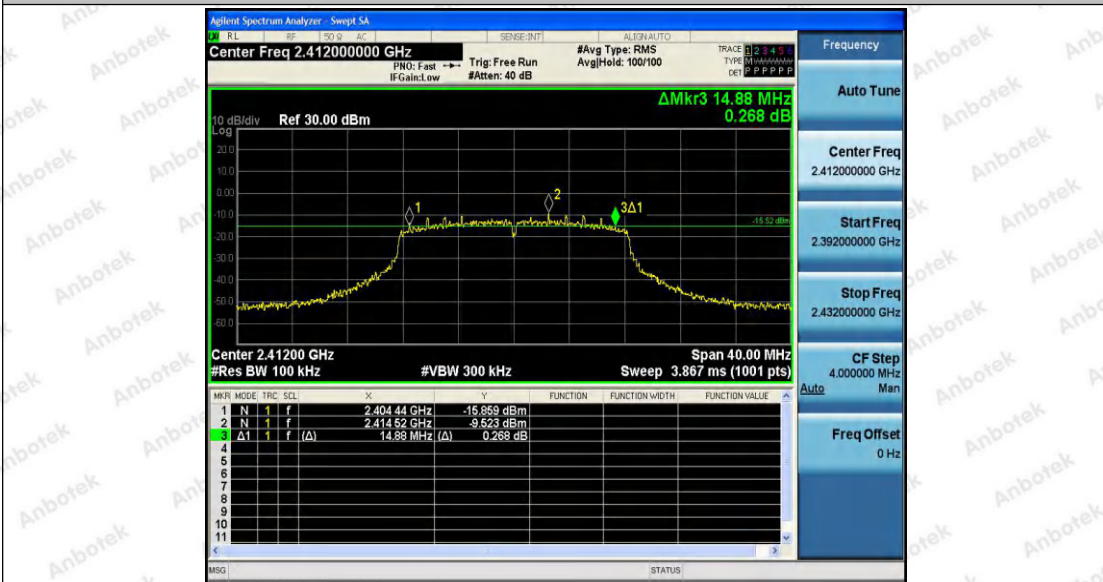 Agilent Spectrum Analyzer - Swept SA
LXI RL RF 50 Ω AC SENSE:INT ALIGNAUTO
Center Freq 2.412000000 GHz
PNO: Fast
IFGain:Low
Trig: Free Run
#Atten: 40 dB
#Avg Type: RMS
Avg|Hold: 100/100
TRACE 1 2 3 4 5 6
TYPE M
DET P P P P P P
ΔMkr3 14.88 MHz
0.268 dB
10 dB/div Ref 30.00 dBm
Log
20.0
10.0
0.00
-10.0
-20.0
-30.0
-40.0
-50.0
-60.0
1
2
3Δ1
-15.52 dBm
Center 2.41200 GHz Span 40.00 MHz
#Res BW 100 kHz #VBW 300 kHz Sweep 3.867 ms (1001 pts)
MKR MODE TRC SCL X Y FUNCTION FUNCTION WIDTH FUNCTION VALUE
1 N 1 f 2.404 44 GHz -15.859 dBm
2 N 1 f 2.414 52 GHz -9.523 dBm
3 Δ1 1 f (Δ) 14.88 MHz (Δ) 0.268 dB
4
5
6
7
8
9
10
11
MSG STATUS
Frequency
Auto Tune
Center Freq
2.412000000 GHz
Start Freq
2.392000000 GHz
Stop Freq
2.432000000 GHz
CF Step
4.000000 MHz
Auto Man
Freq Offset
0 Hz
Anbotek